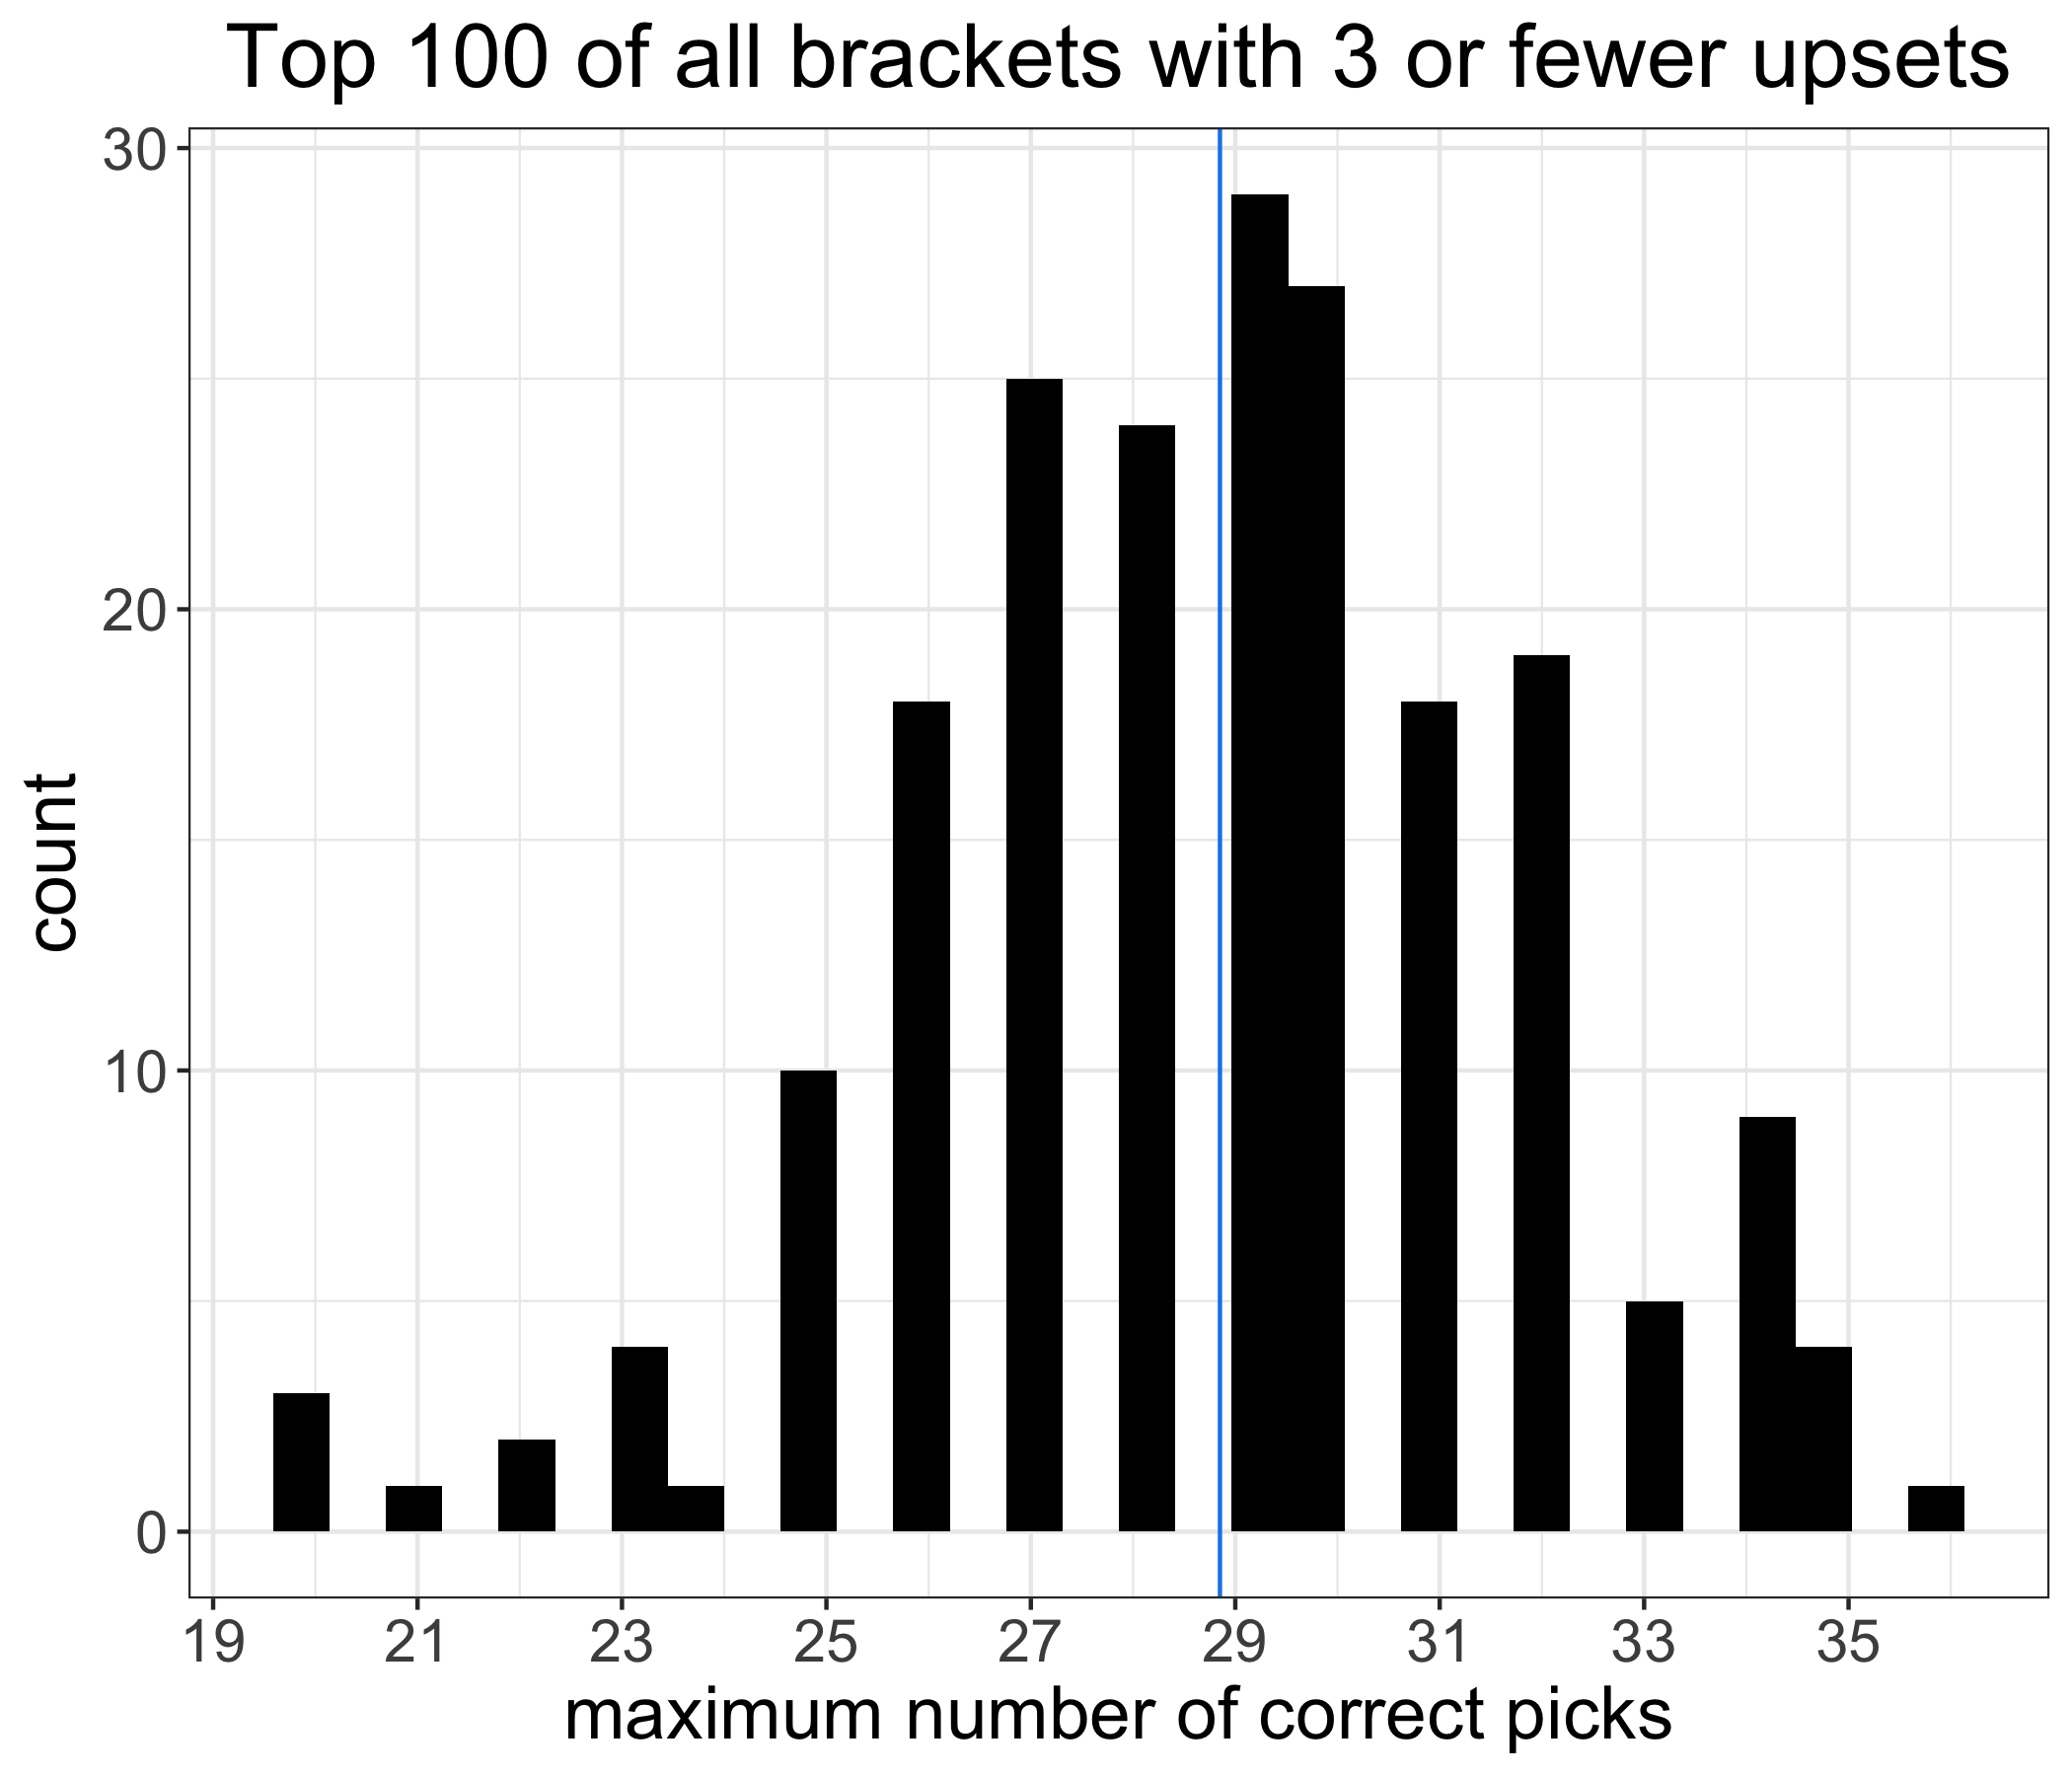 Top 100 of all brackets with 3 or fewer upsets
30
20
10
0
count
19 21 23 25 27 29 31 33 35
maximum number of correct picks